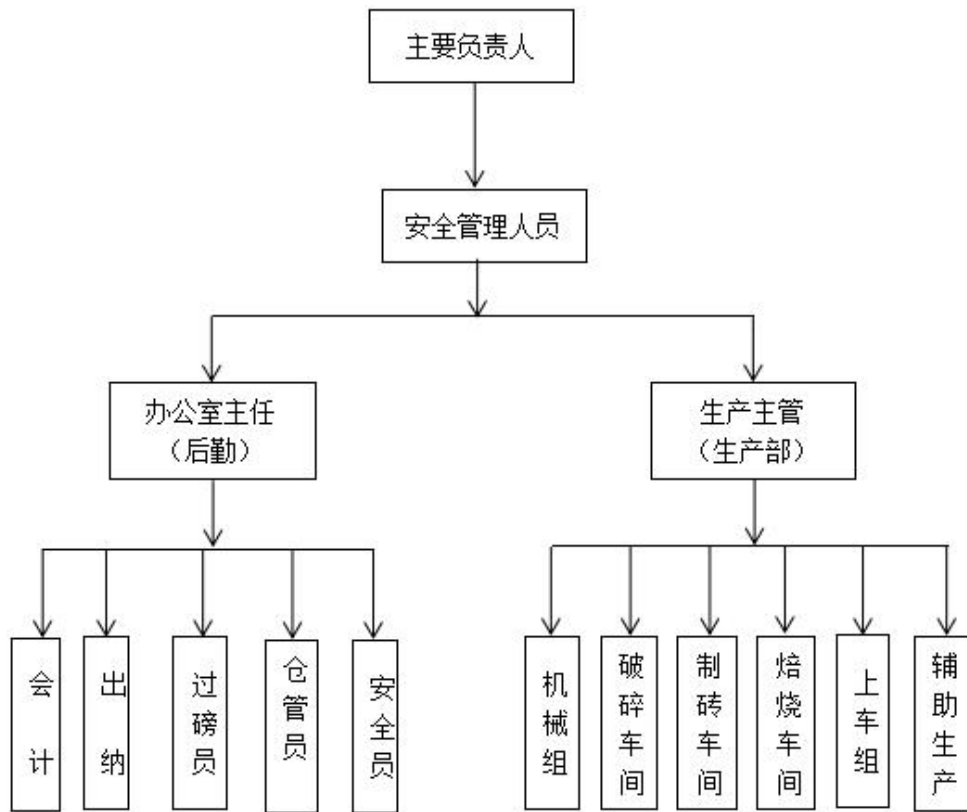 主要负责人
安全管理人员
办公室主任
（后勤）
生产主管
（生产部）
会计
出纳
过磅员
仓管员
安全员
机械组
破碎车间
制砖车间
焙烧车间
上车组
辅助生产